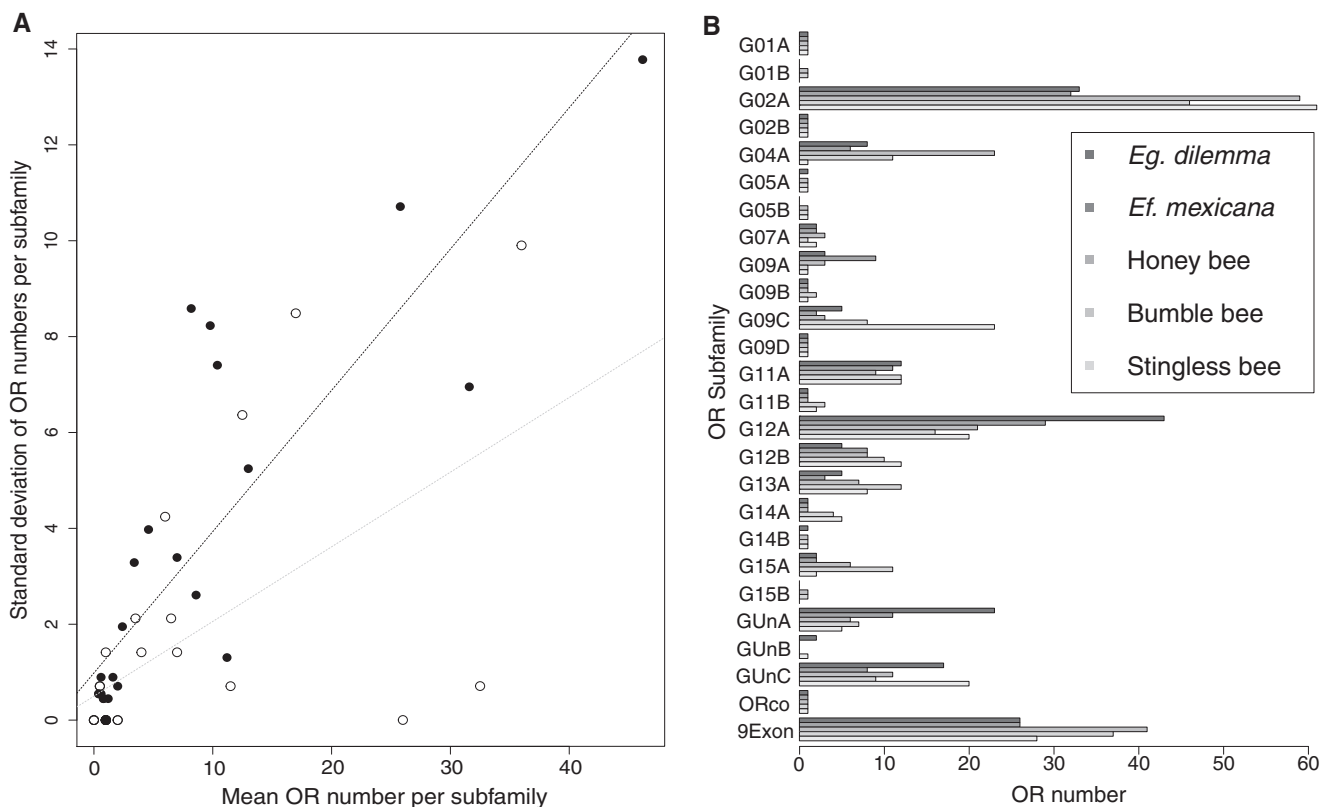 A
Standard deviation of OR numbers per subfamily
14
12
10
8
6
4
2
0
0 10 20 30 40
Mean OR number per subfamily
B
OR Subfamily
G01A
G01B
G02A
G02B
G04A
G05A
G05B
G07A
G09A
G09B
G09C
G09D
G11A
G11B
G12A
G12B
G13A
G14A
G14B
G15A
G15B
GUnA
GUnB
GUnC
ORco
9Exon
0 10 20 30 40 50 60
OR number
Eg. dilemma
Ef. mexicana
Honey bee
Bumble bee
Stingless bee